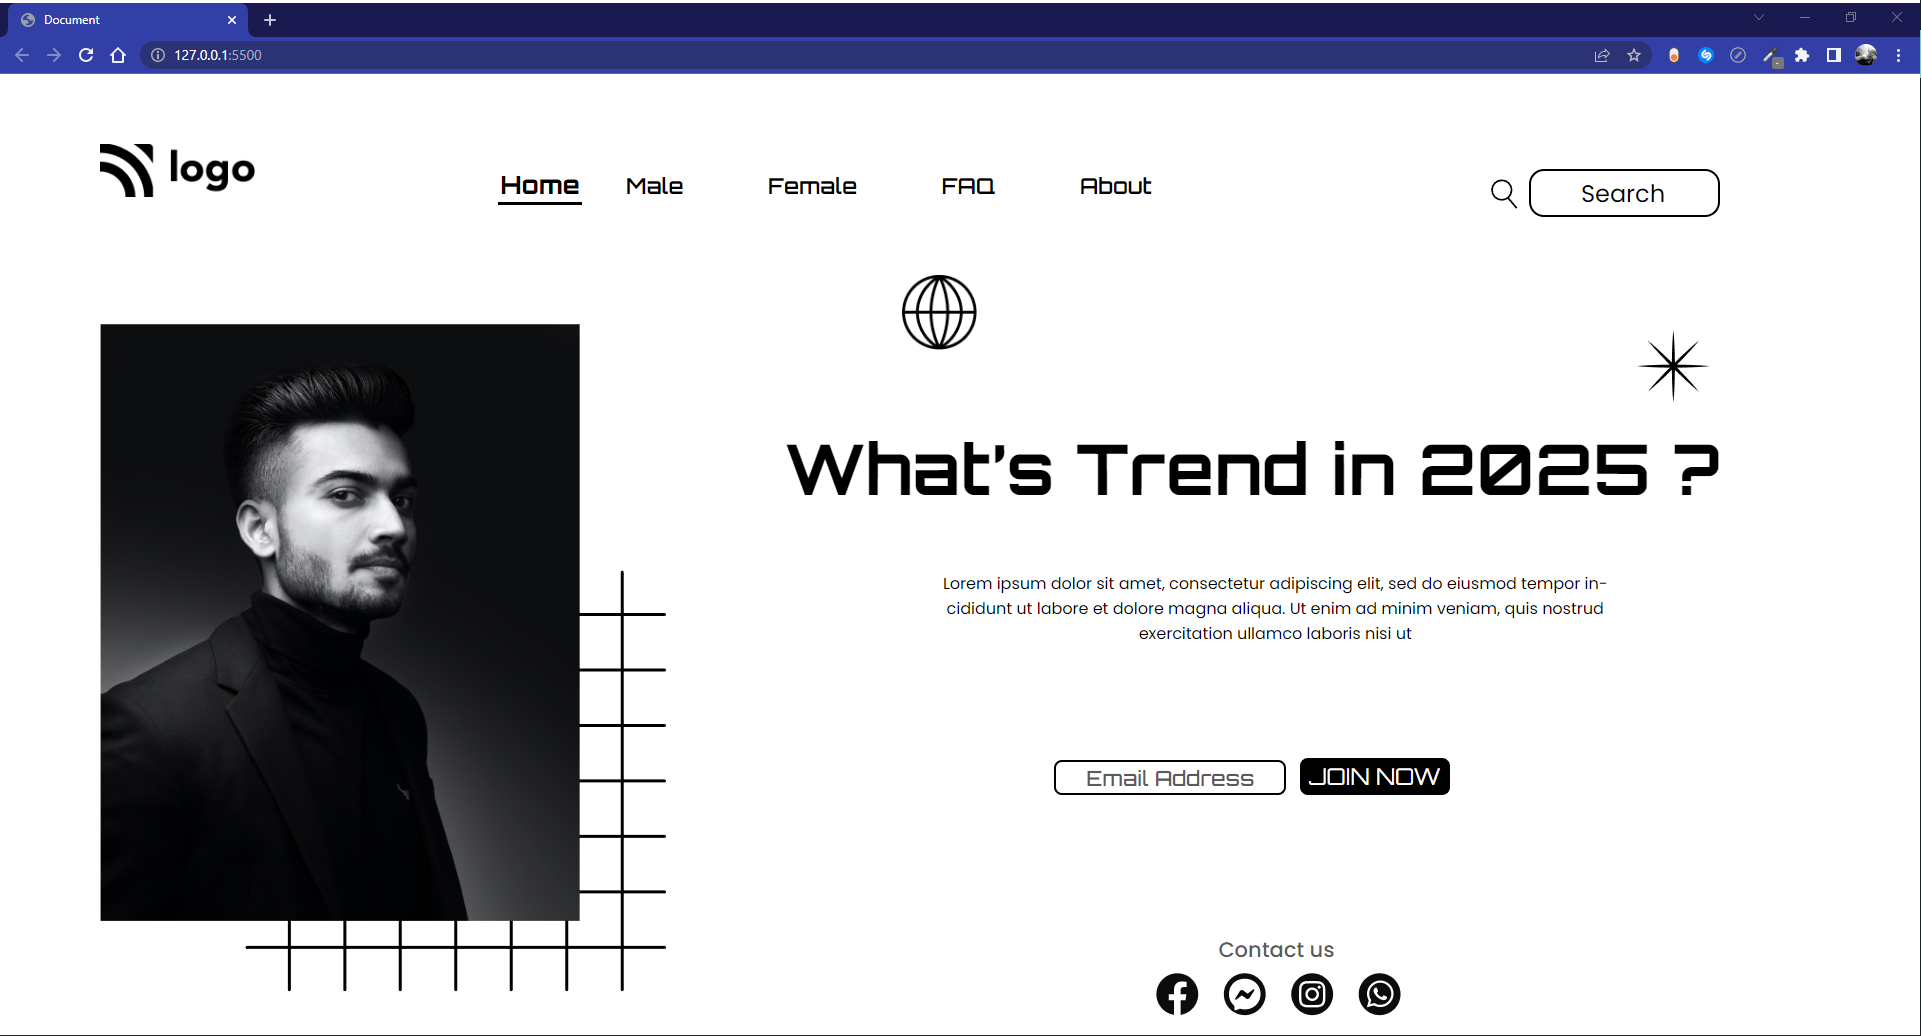 Document
127.0.0.1:5500
logo
Home Male Female FAQ About
Search
What's Trend in 2025 ?
Lorem ipsum dolor sit amet, consectetur adipiscing elit, sed do eiusmod tempor in-
cididunt ut labore et dolore magna aliqua. Ut enim ad minim veniam, quis nostrud
exercitation ullamco laboris nisi ut
Email Address JOIN NOW
Contact us